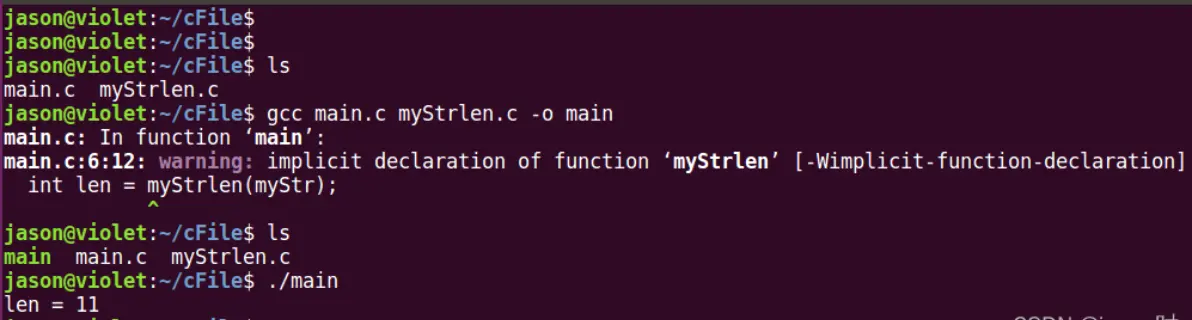 jason@violet:~/cFile$
jason@violet:~/cFile$
jason@violet:~/cFile$ ls
main.c  myStrlen.c
jason@violet:~/cFile$ gcc main.c myStrlen.c -o main
main.c: In function ‘main’:
main.c:6:12: warning: implicit declaration of function ‘myStrlen’ [-Wimplicit-function-declaration]
  int len = myStrlen(myStr);
            ^
jason@violet:~/cFile$ ls
main  main.c  myStrlen.c
jason@violet:~/cFile$ ./main
len = 11